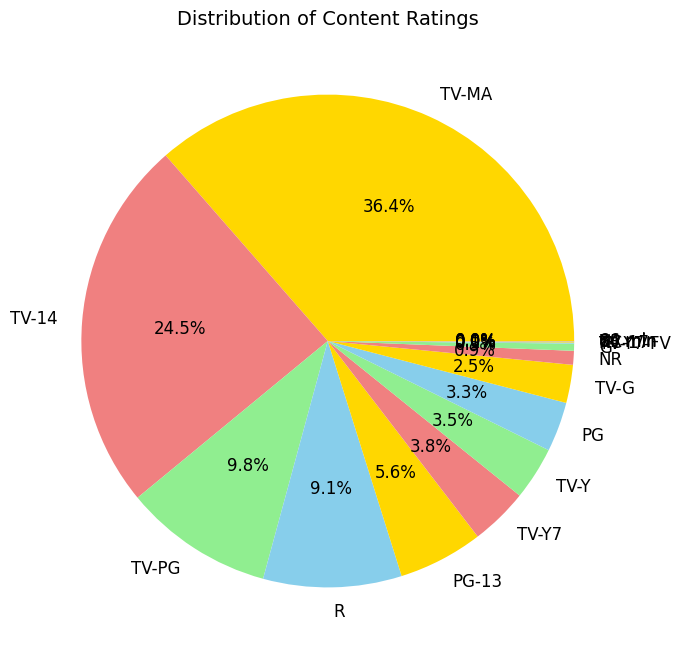 Distribution of Content Ratings
TV-MA
36.4%
TV-14
24.5%
TV-PG
9.8%
R
9.1%
PG-13
5.6%
TV-Y7
3.8%
TV-Y
3.5%
PG
3.3%
TV-G
2.5%
NR
0.9%
G